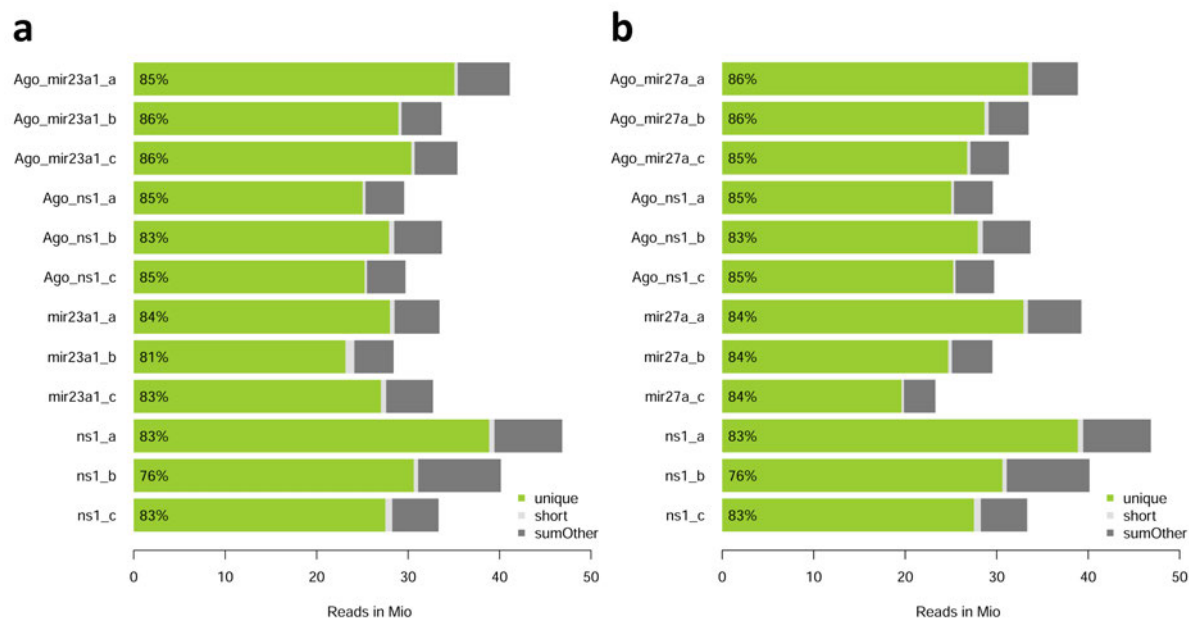 a
Ago_mir23a1_a 85%
Ago_mir23a1_b 86%
Ago_mir23a1_c 86%
Ago_ns1_a 85%
Ago_ns1_b 83%
Ago_ns1_c 85%
mir23a1_a 84%
mir23a1_b 81%
mir23a1_c 83%
ns1_a 83%
ns1_b 76%
ns1_c 83%
unique
short
sumOther
0 10 20 30 40 50
Reads in Mio
b
Ago_mir27a_a 86%
Ago_mir27a_b 86%
Ago_mir27a_c 85%
Ago_ns1_a 85%
Ago_ns1_b 83%
Ago_ns1_c 85%
mir27a_a 84%
mir27a_b 84%
mir27a_c 84%
ns1_a 83%
ns1_b 76%
ns1_c 83%
unique
short
sumOther
0 10 20 30 40 50
Reads in Mio